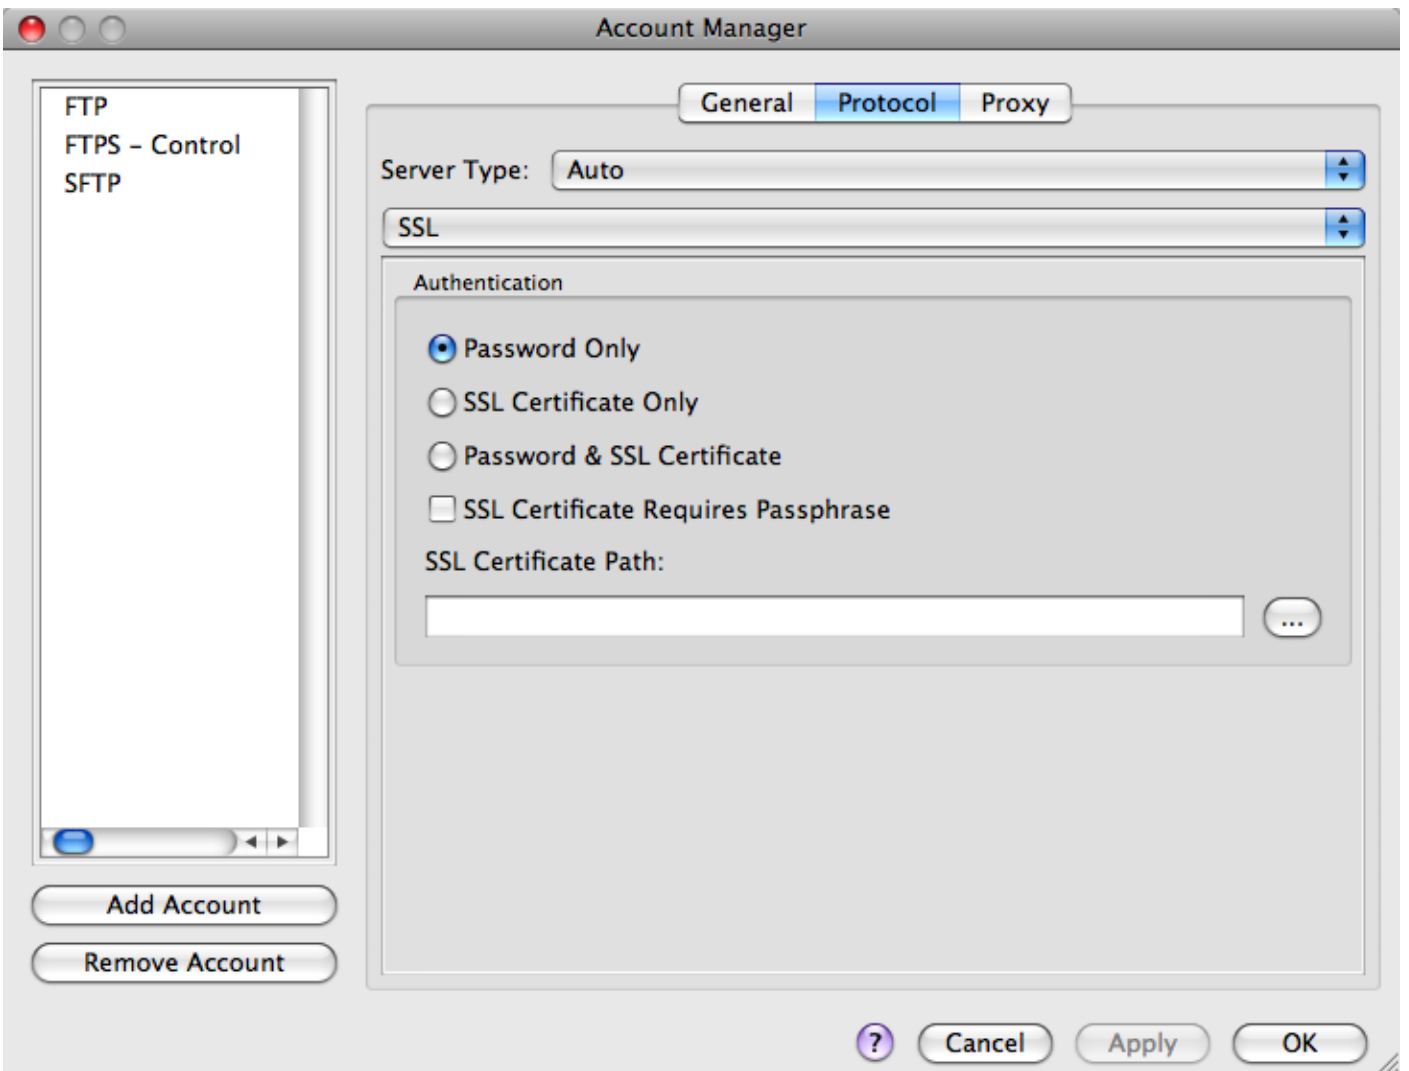 Account Manager
FTP
FTPS – Control
SFTP
General Protocol Proxy
Server Type: Auto
SSL
Authentication
Password Only
SSL Certificate Only
Password & SSL Certificate
SSL Certificate Requires Passphrase
SSL Certificate Path:
...
Add Account
Remove Account
? Cancel Apply OK